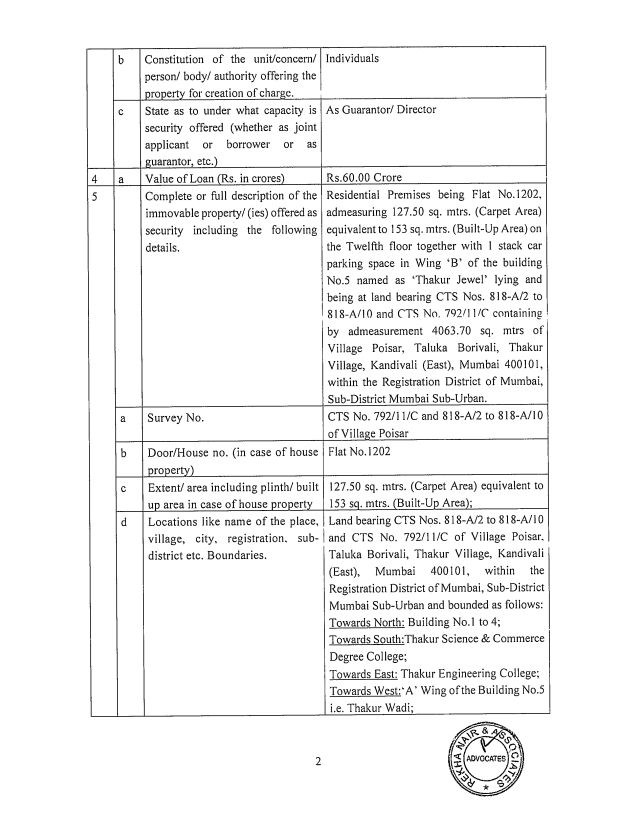 b Constitution of the unit/concern/ Individuals
person/ body/ authority offering the
property for creation of charge.
c State as to under what capacity is As Guarantor/ Director
security offered (whether as joint
applicant or borrower or as
guarantor, etc.)
4 a Value of Loan (Rs. in crores) Rs.60.00 Crore
5 Complete or full description of the Residential Premises being Flat No.1202,
immovable property/ (ies) offered as admeasuring 127.50 sq. mtrs. (Carpet Area)
security including the following equivalent to 153 sq. mtrs. (Built-Up Area) on
details. the Twelfth floor together with 1 stack car
parking space in Wing ‘B’ of the building
No.5 named as ‘Thakur Jewel’ lying and
being at land bearing CTS Nos. 818-A/2 to
818-A/10 and CTS No. 792/11/C containing
by admeasurement 4063.70 sq. mtrs of
Village Poisar, Taluka Borivali, Thakur
Village, Kandivali (East), Mumbai 400101,
within the Registration District of Mumbai,
Sub-District Mumbai Sub-Urban.
a Survey No. CTS No. 792/11/C and 818-A/2 to 818-A/10
of Village Poisar
b Door/House no. (in case of house Flat No.1202
property)
c Extent/ area including plinth/ built 127.50 sq. mtrs. (Carpet Area) equivalent to
up area in case of house property 153 sq. mtrs. (Built-Up Area);
d Locations like name of the place, Land bearing CTS Nos. 818-A/2 to 818-A/10
village, city, registration, sub- and CTS No. 792/11/C of Village Poisar,
district etc. Boundaries. Taluka Borivali, Thakur Village, Kandivali
(East), Mumbai 400101, within the
Registration District of Mumbai, Sub-District
Mumbai Sub-Urban and bounded as follows:
Towards North: Building No.1 to 4;
Towards South:Thakur Science & Commerce
Degree College;
Towards East: Thakur Engineering College;
Towards West:‘A’ Wing of the Building No.5
i.e. Thakur Wadi;
2
REKHA NAIR & ASSOCIATES
ADVOCATES